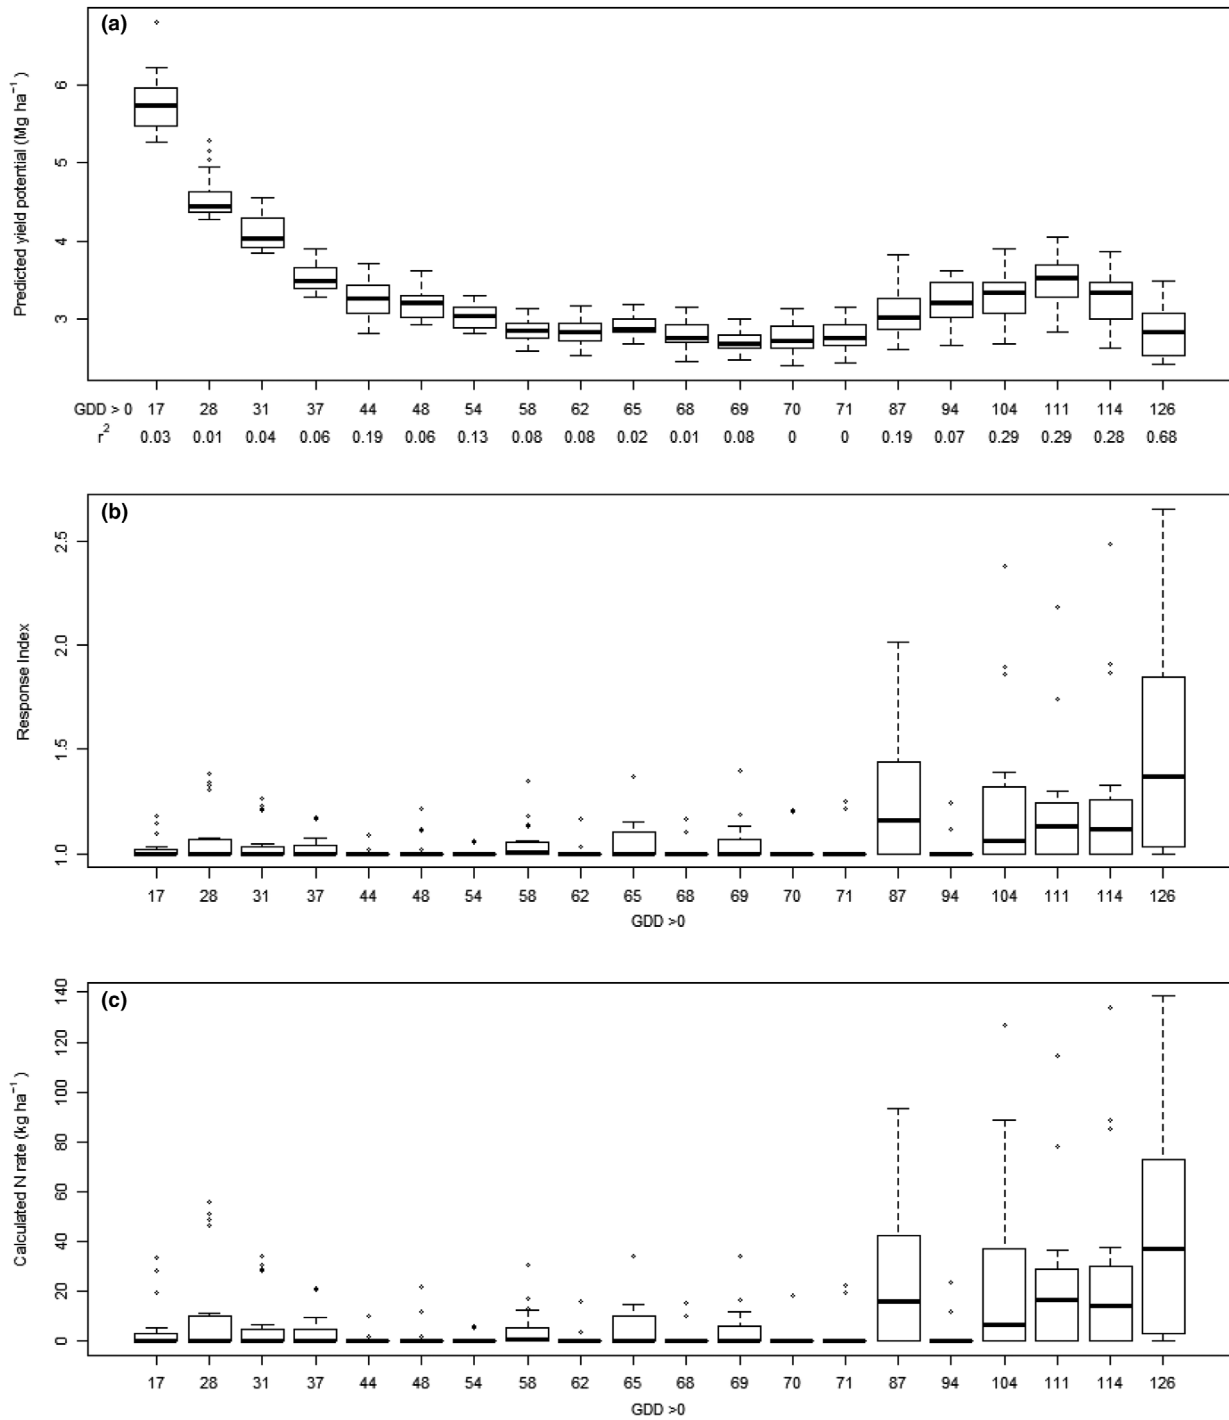 (a)
Predicted yield potential (Mg ha⁻¹)
6
5
4
3
GDD > 0 17 28 31 37 44 48 54 58 62 65 68 69 70 71 87 94 104 111 114 126
r² 0.03 0.01 0.04 0.06 0.19 0.06 0.13 0.08 0.08 0.02 0.01 0.08 0 0 0.19 0.07 0.29 0.29 0.28 0.68
(b)
Response Index
2.5
2.0
1.5
1.0
17 28 31 37 44 48 54 58 62 65 68 69 70 71 87 94 104 111 114 126
GDD >0
(c)
Calculated N rate (kg ha⁻¹)
140
120
100
80
60
40
20
0
17 28 31 37 44 48 54 58 62 65 68 69 70 71 87 94 104 111 114 126
GDD >0